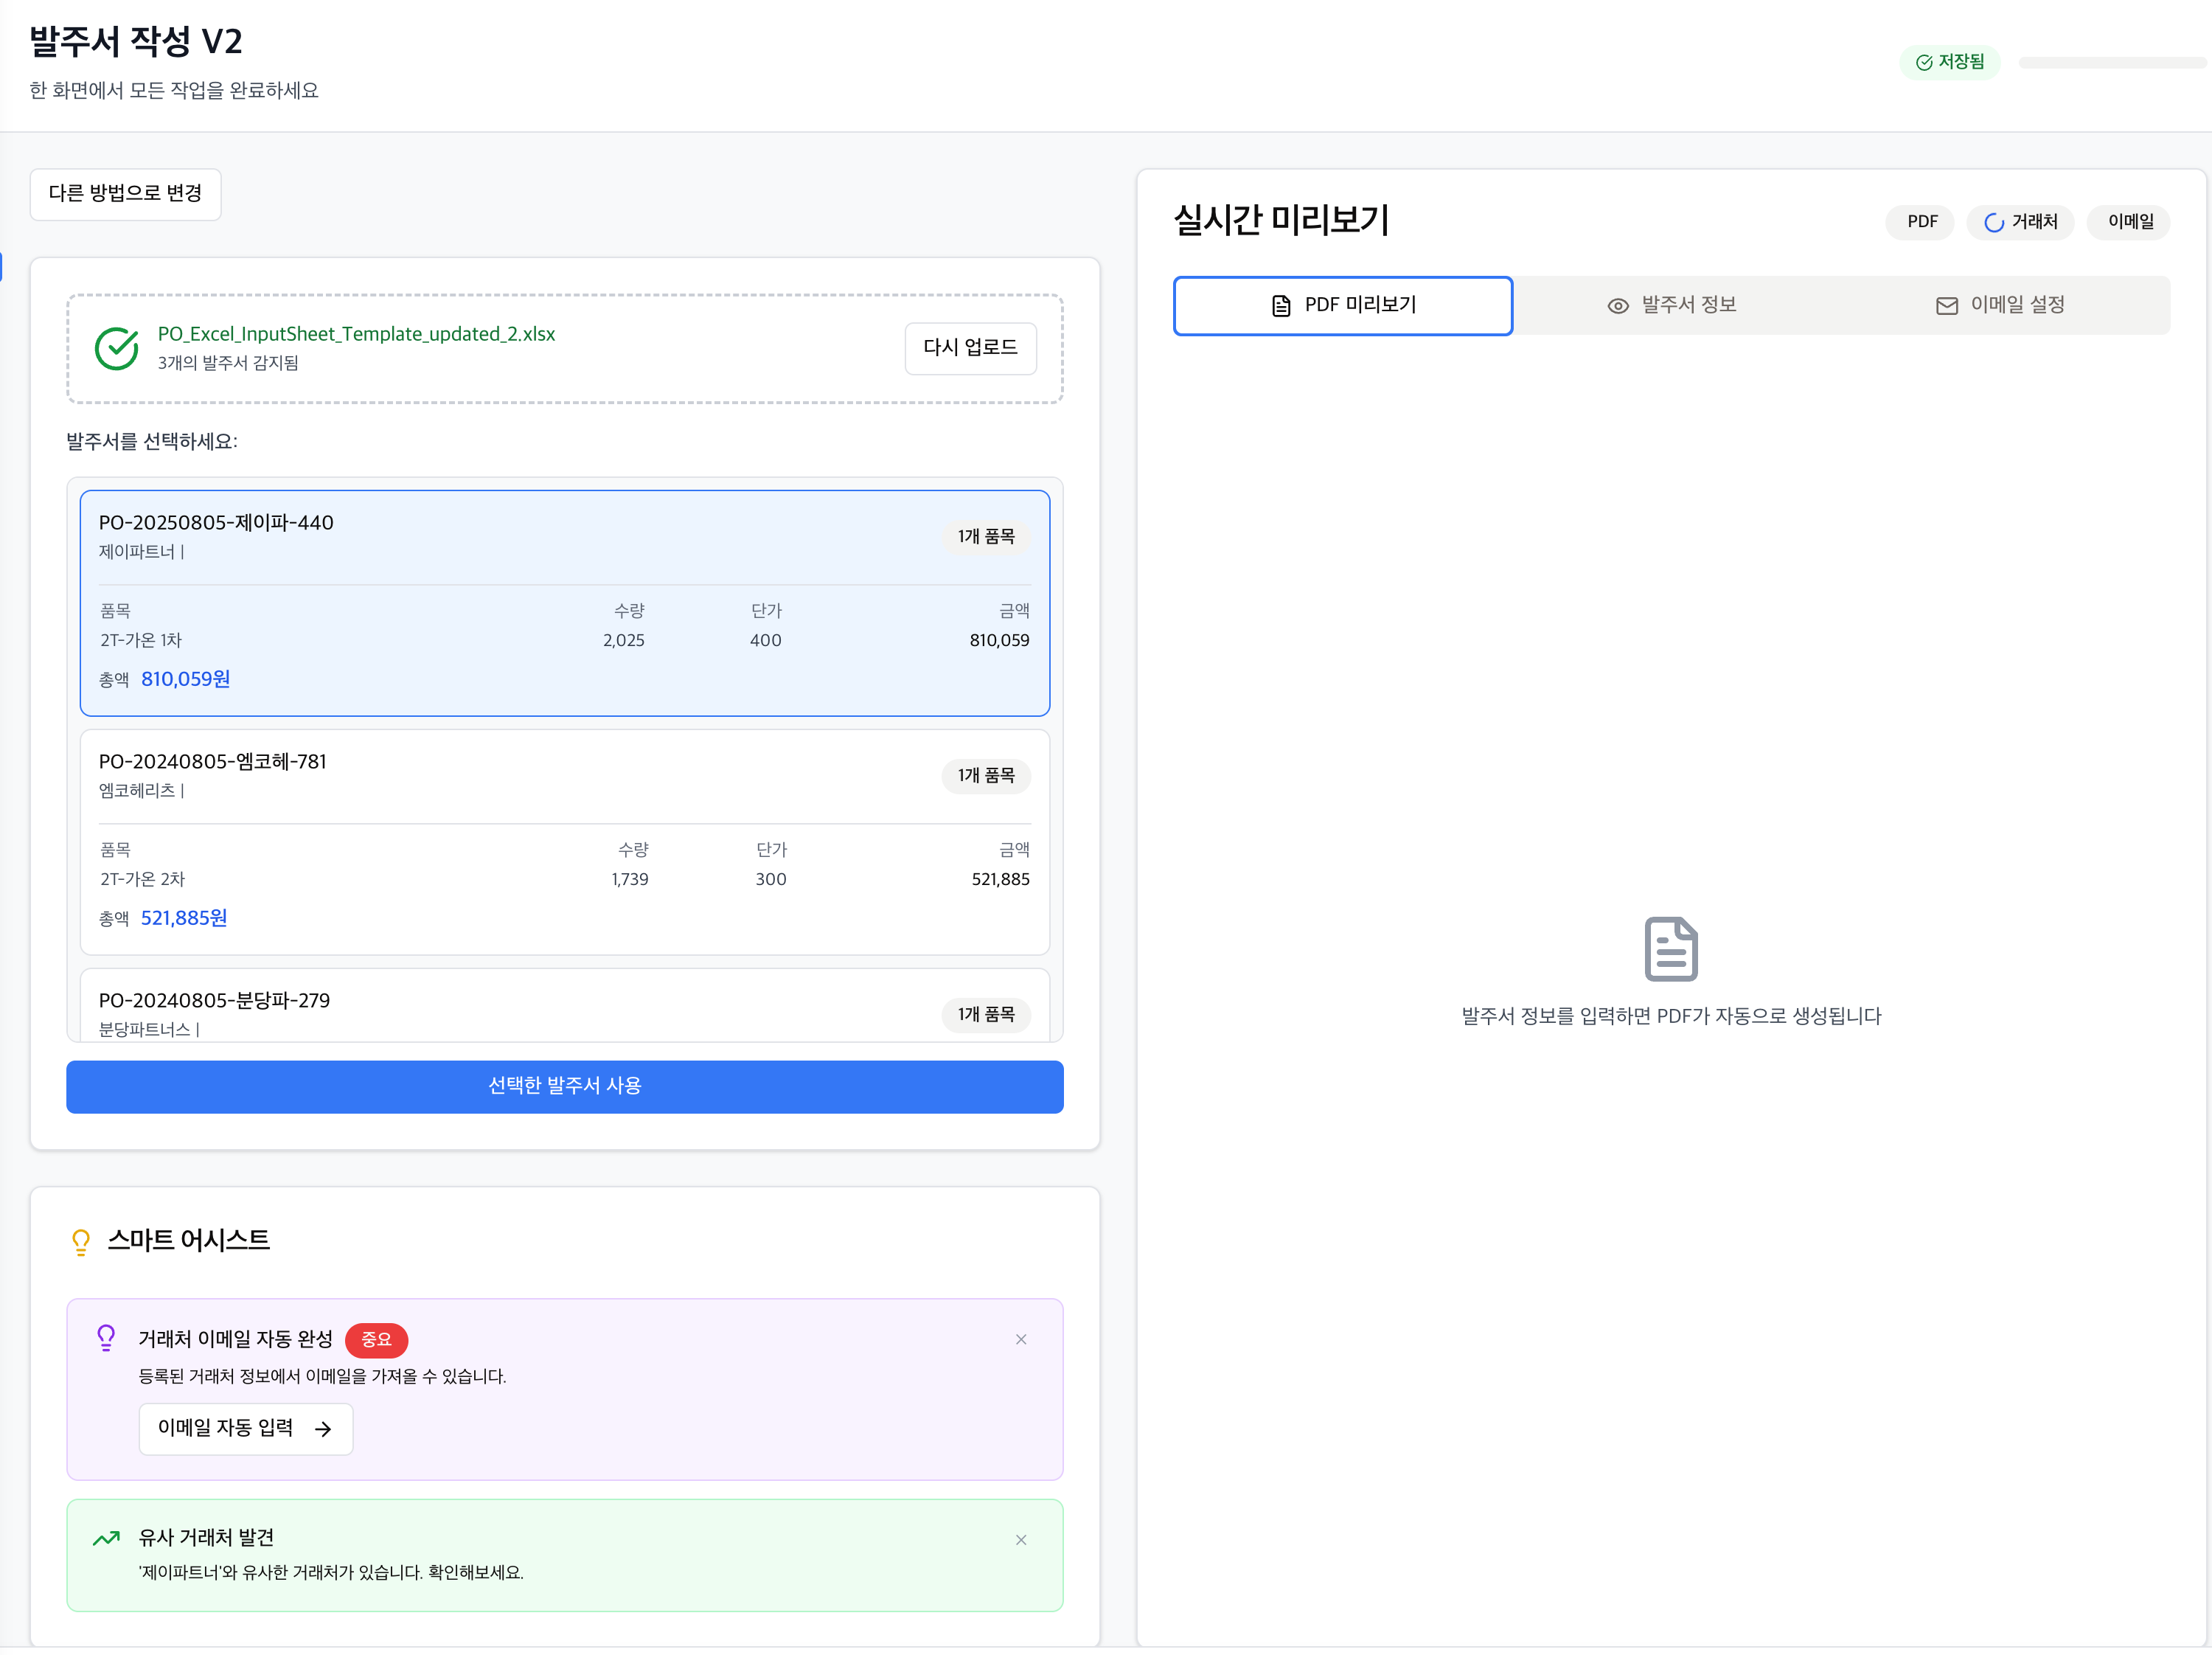 발주서 작성 V2
한 화면에서 모든 작업을 완료하세요
저장됨
다른 방법으로 변경
PO_Excel_InputSheet_Template_updated_2.xlsx
3개의 발주서 감지됨
다시 업로드
발주서를 선택하세요:
PO-20250805-제이파-440
제이파트너 |
1개 품목
품목 수량 단가 금액
2T-가온 1차 2,025 400 810,059
총액 810,059원
PO-20240805-엠코헤-781
엠코헤리츠 |
1개 품목
품목 수량 단가 금액
2T-가온 2차 1,739 300 521,885
총액 521,885원
PO-20240805-분당파-279
분당파트너스 |
1개 품목
선택한 발주서 사용
스마트 어시스트
거래처 이메일 자동 완성 중요
등록된 거래처 정보에서 이메일을 가져올 수 있습니다.
이메일 자동 입력
유사 거래처 발견
'제이파트너'와 유사한 거래처가 있습니다. 확인해보세요.
실시간 미리보기
PDF 거래처 이메일
PDF 미리보기 발주서 정보 이메일 설정
발주서 정보를 입력하면 PDF가 자동으로 생성됩니다